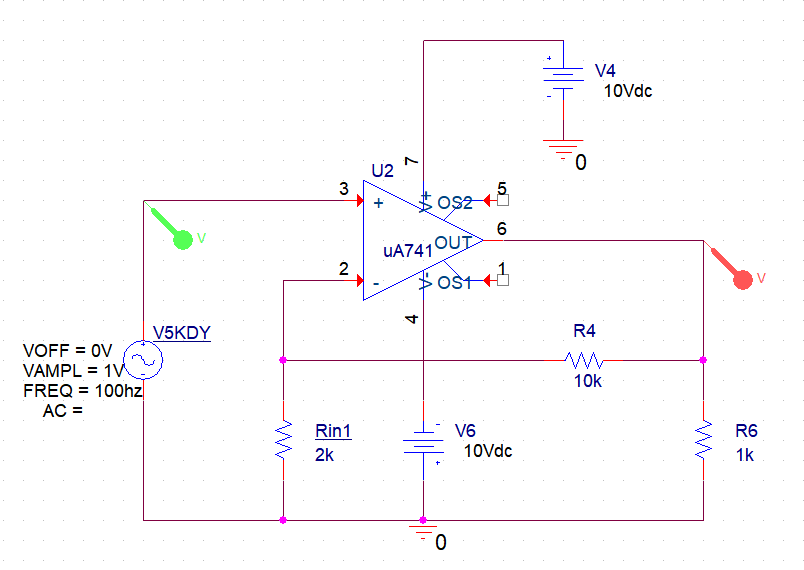 V4
10Vdc
0
U2
7
3
+
V+
OS2
5
V
OUT
6
uA741
2
-
V-
OS1
1
V
4
V5KDY
VOFF = 0V
VAMPL = 1V
FREQ = 100hz
AC =
R4
10k
Rin1
2k
V6
10Vdc
R6
1k
0